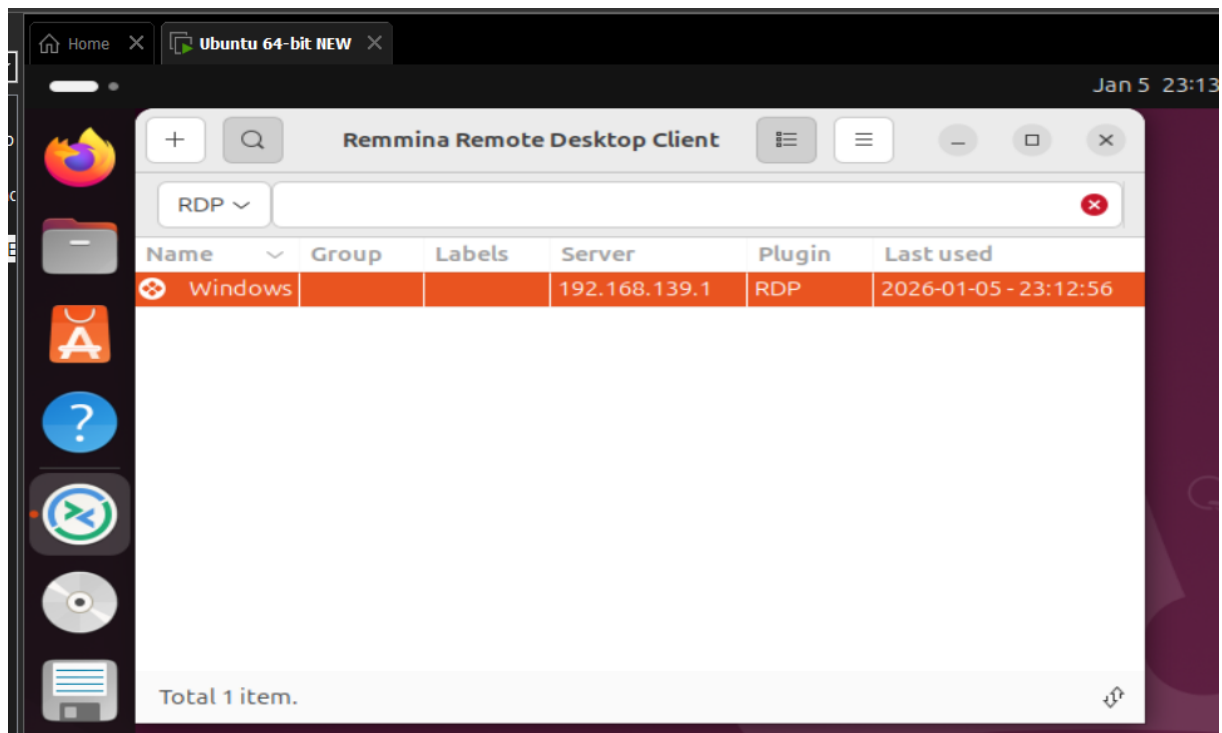 Home
Ubuntu 64-bit NEW
Jan 5 23:13
Remmina Remote Desktop Client
RDP
Name Group Labels Server Plugin Last used
Windows 192.168.139.1 RDP 2026-01-05 - 23:12:56
Total 1 item.